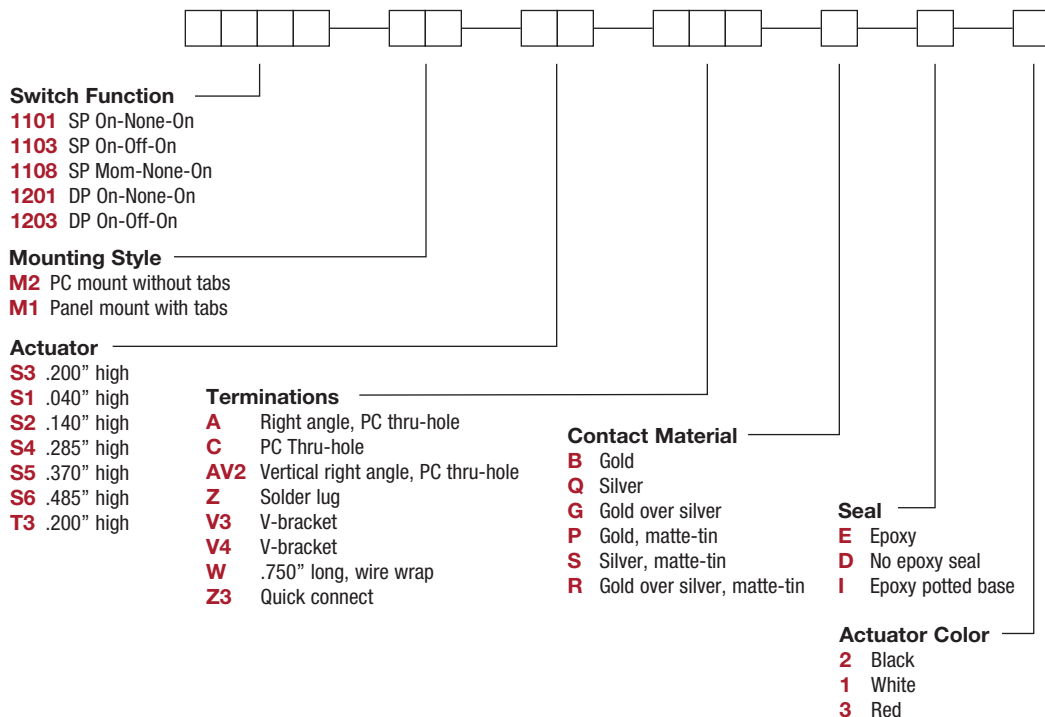 Switch Function
1101 SP On-None-On
1103 SP On-Off-On
1108 SP Mom-None-On
1201 DP On-None-On
1203 DP On-Off-On
Mounting Style
M2 PC mount without tabs
M1 Panel mount with tabs
Actuator
S3 .200” high
S1 .040” high
S2 .140” high
S4 .285” high
S5 .370” high
S6 .485” high
T3 .200” high
Terminations
A Right angle, PC thru-hole
C PC Thru-hole
AV2 Vertical right angle, PC thru-hole
Z Solder lug
V3 V-bracket
V4 V-bracket
W .750” long, wire wrap
Z3 Quick connect
Contact Material
B Gold
Q Silver
G Gold over silver
P Gold, matte-tin
S Silver, matte-tin
R Gold over silver, matte-tin
Seal
E Epoxy
D No epoxy seal
I Epoxy potted base
Actuator Color
2 Black
1 White
3 Red